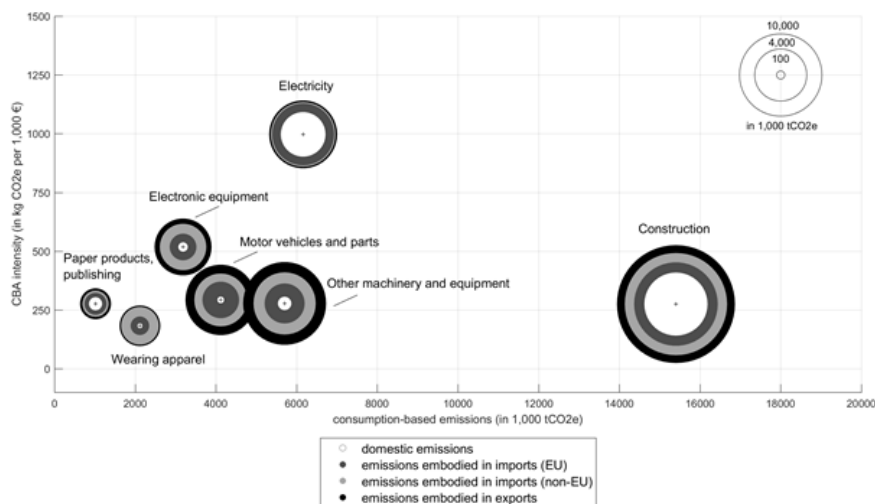 1500
1250
1000
750
500
250
0
CBA intensity (in kg CO2e per 1,000 €)
10,000
4,000
100
in 1,000 tCO2e
Electricity
Electronic equipment
Motor vehicles and parts
Construction
Paper products,
publishing
Other machinery and equipment
Wearing apparel
0 2000 4000 6000 8000 10000 12000 14000 16000 18000 20000
consumption-based emissions (in 1,000 tCO2e)
domestic emissions
emissions embodied in imports (EU)
emissions embodied in imports (non-EU)
emissions embodied in exports